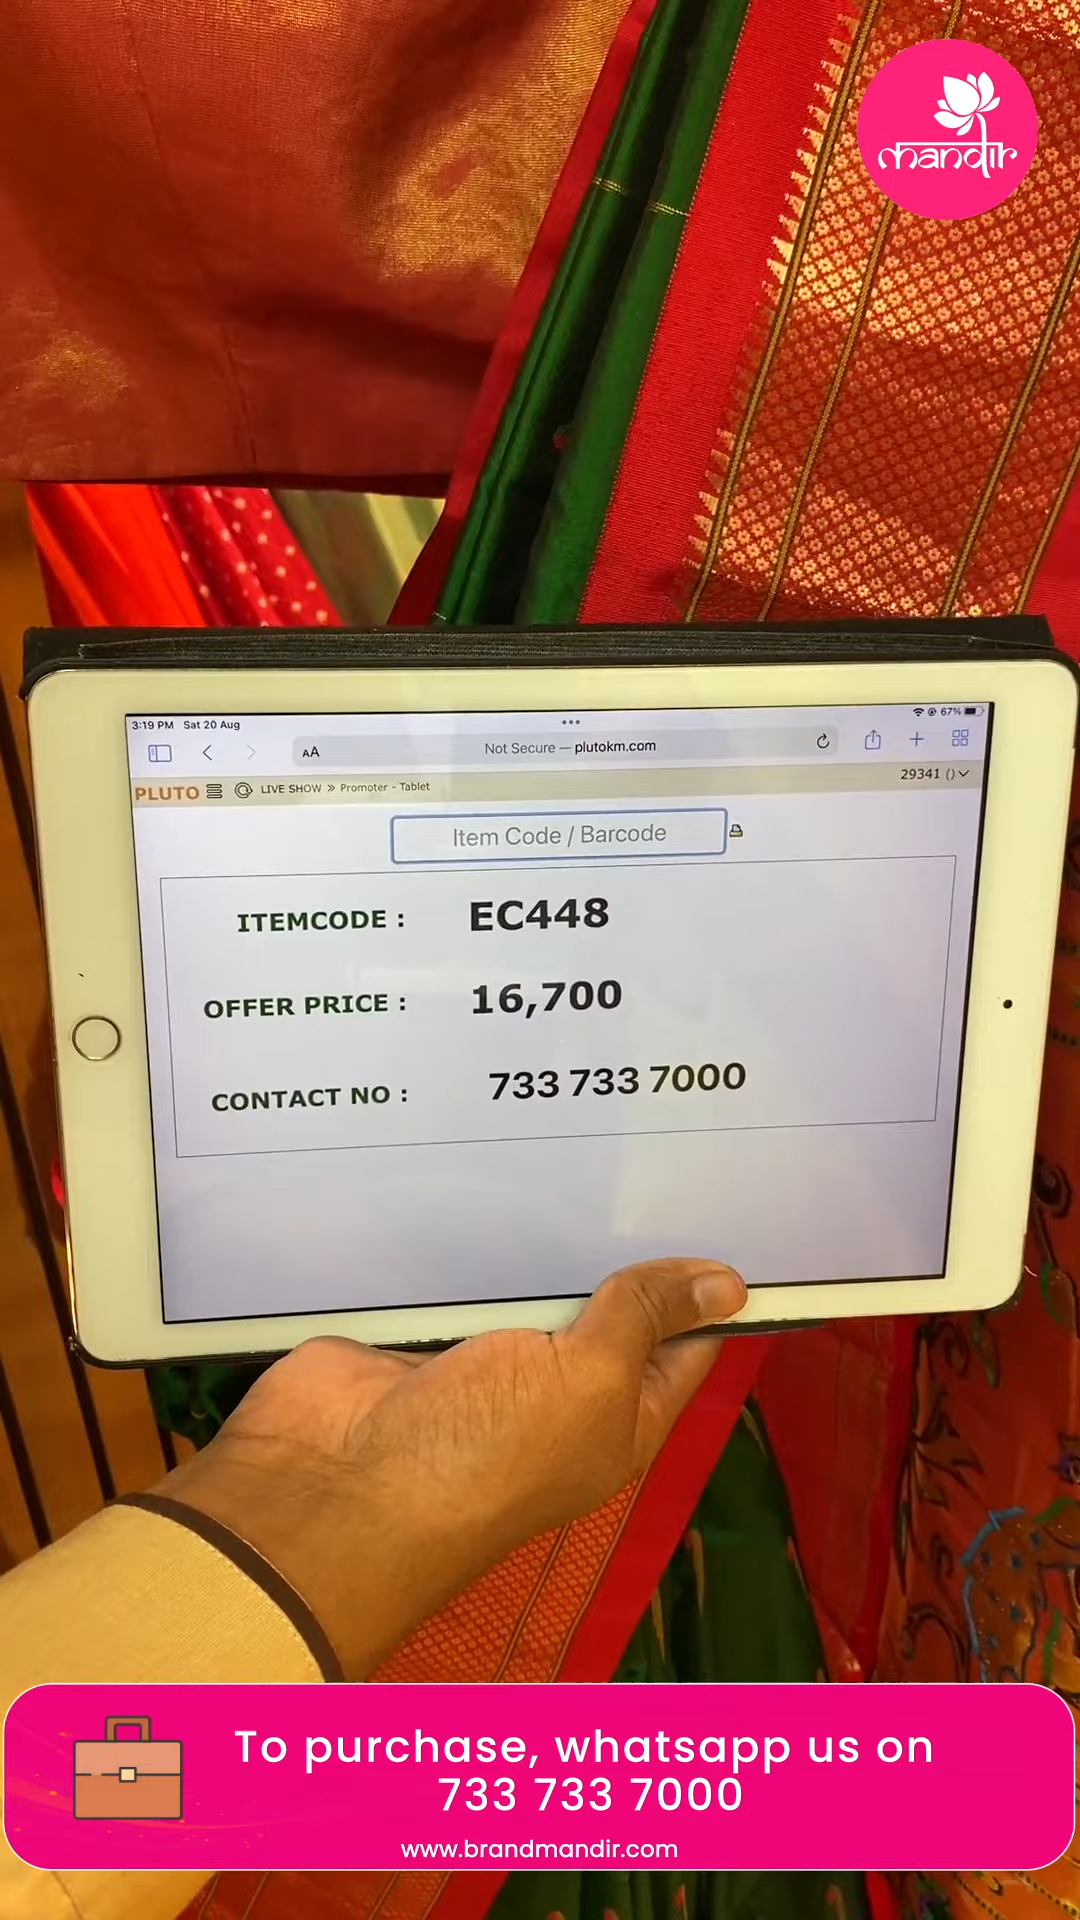 mandir
3:19 PM Sat 20 Aug
67%
AA
Not Secure — plutokm.com
PLUTO
LIVE SHOW » Promoter - Tablet
29341 ()
Item Code / Barcode
ITEMCODE : EC448
OFFER PRICE : 16,700
CONTACT NO : 733 733 7000
To purchase, whatsapp us on
733 733 7000
www.brandmandir.com